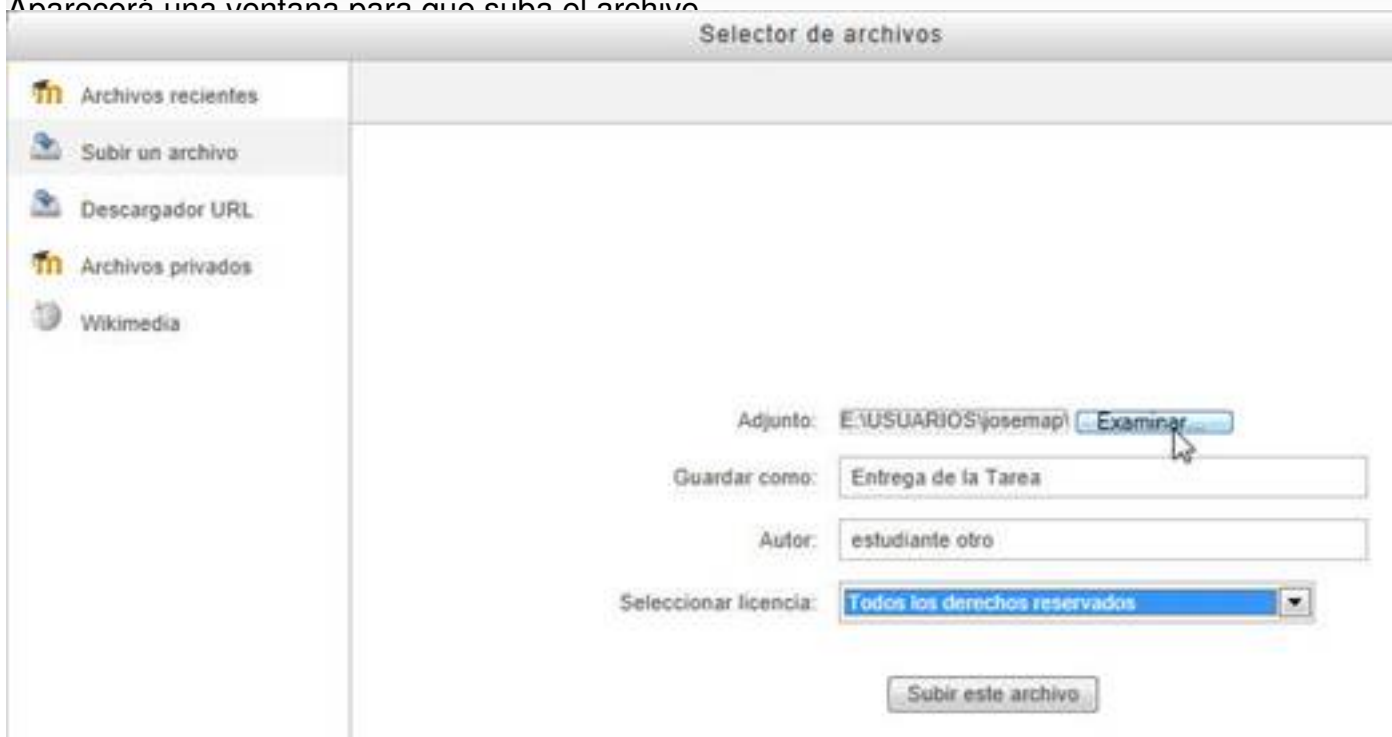 Aparecerá una ventana para que suba el archivo
Selector de archivos
Archivos recientes
Subir un archivo
Descargador URL
Archivos privados
Wikimedia
Adjunto: E:\USUARIOS\josemap\ Examinar...
Guardar como: Entrega de la Tarea
Autor: estudiante otro
Seleccionar licencia: Todos los derechos reservados
Subir este archivo